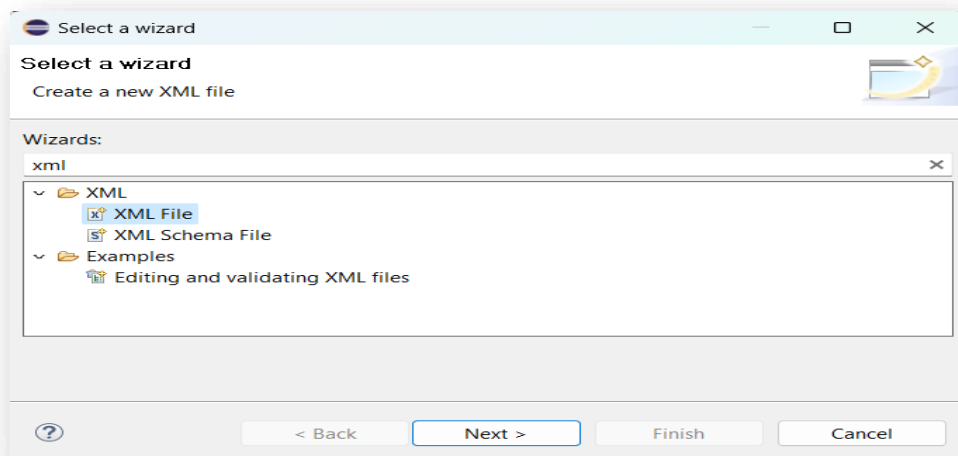 Select a wizard
Select a wizard
Create a new XML file
Wizards:
xml
XML
XML File
XML Schema File
Examples
Editing and validating XML files
? < Back Next > Finish Cancel